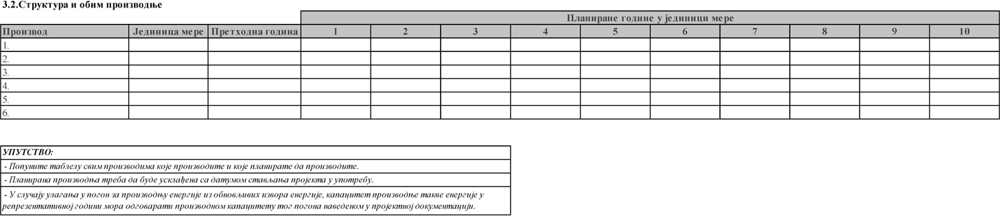 3.2.Структура и обим производње
Планиране године у јединици мере
Производ Јединица мере Претходна година 1 2 3 4 5 6 7 8 9 10
1.
2.
3.
4.
5.
6.
УПУТСТВО:
- Попуните таблелу свим производима које производите и које планирате да производите.
- Планирана производња треба да буде усклађена са датумом стављања пројекта у употребу.
- У случају улагања у погон за производњу енергије из обновљивих извора енергије, капацитет производње такве енергије у
репрезентативној години мора одговарати производном капацитету тог погона наведеном у пројектној документацији.